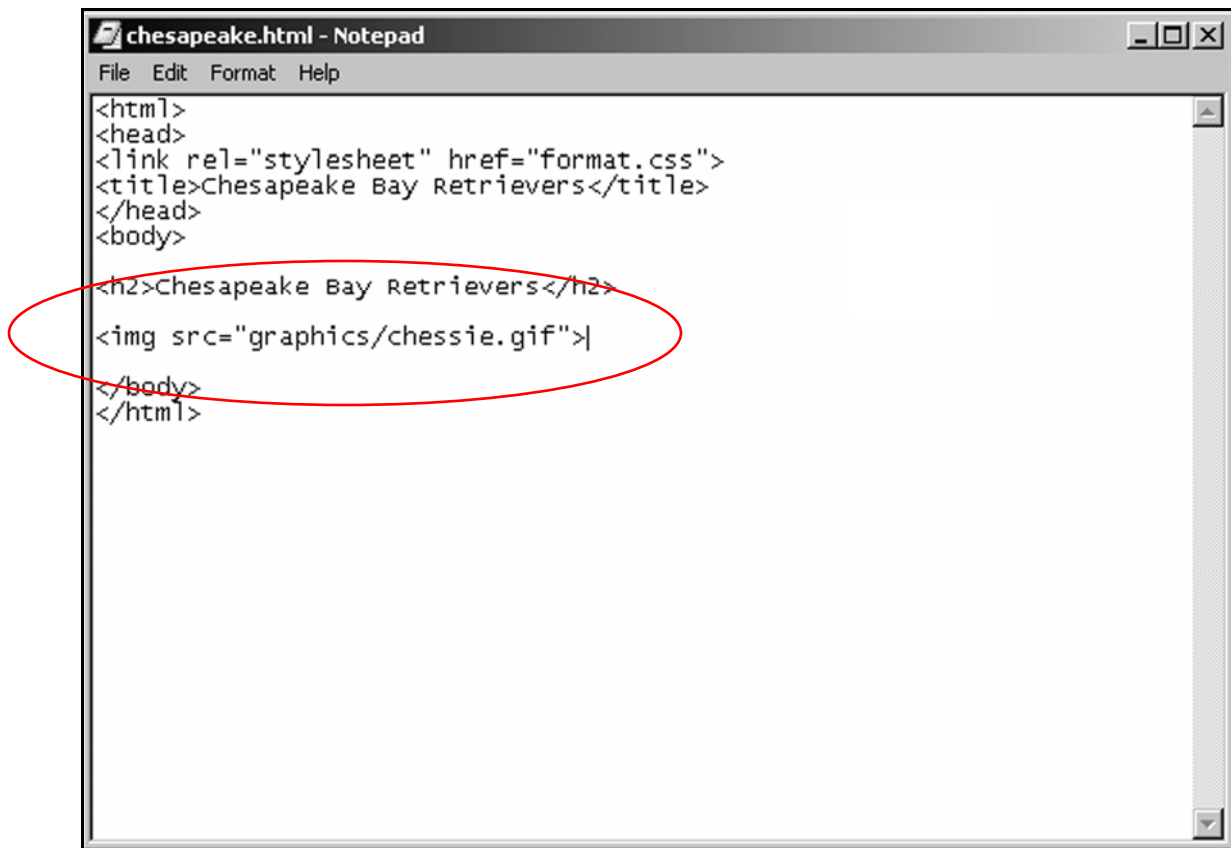 chesapeake.html - Notepad
File Edit Format Help
<html>
<head>
<link rel="stylesheet" href="format.css">
<title>Chesapeake Bay Retrievers</title>
</head>
<body>
<h2>Chesapeake Bay Retrievers</h2>
<img src="graphics/chessie.gif">
</body>
</html>